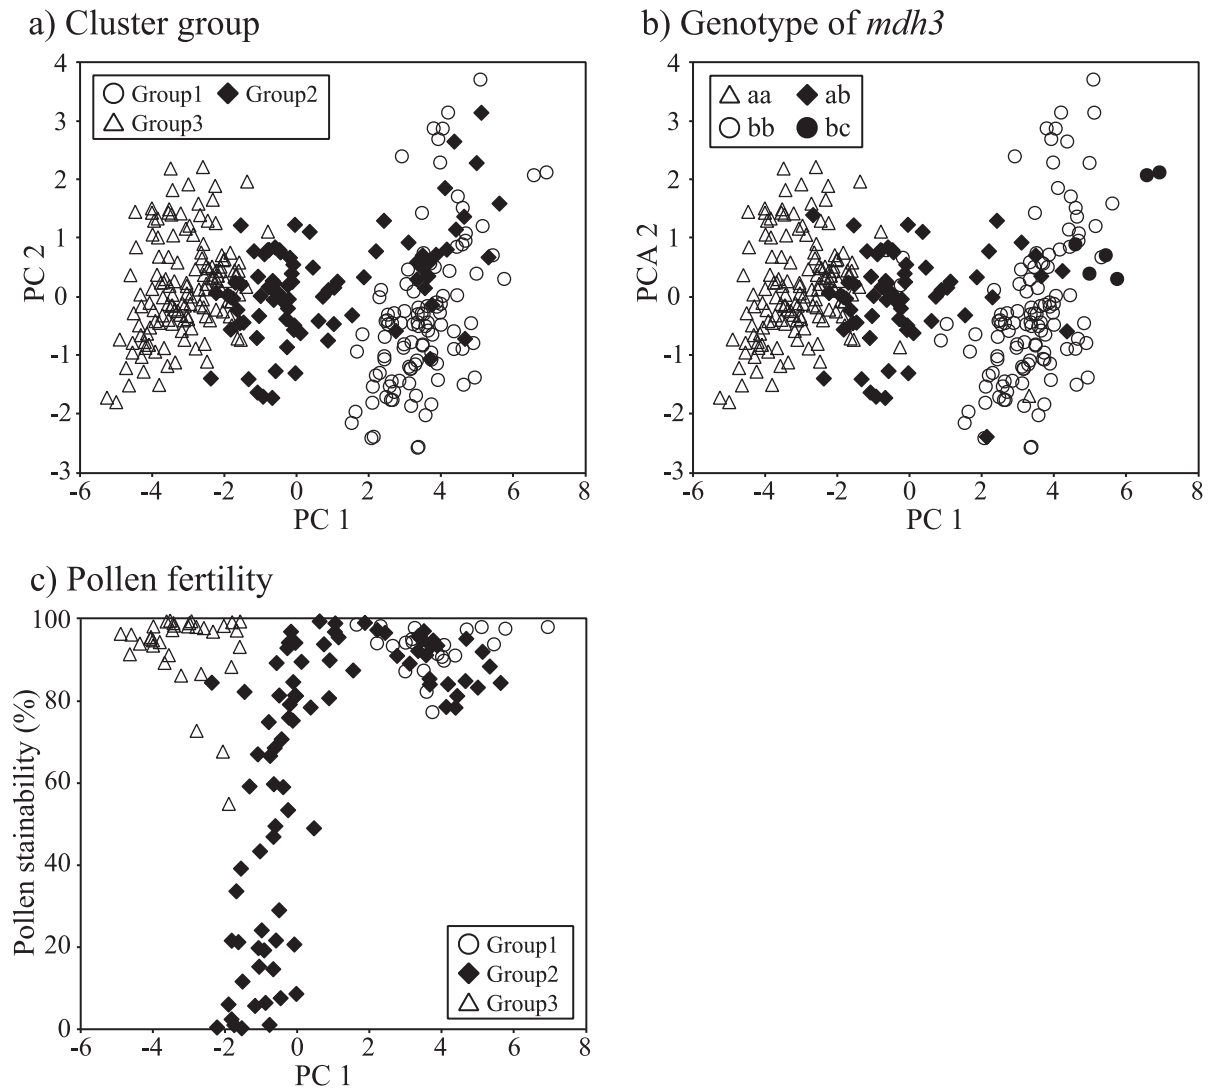 a) Cluster group
b) Genotype of mdh3
4
3
2
1
0
-1
-2
-3
PC 2
Group1 Group2
Group3
-6 -4 -2 0 2 4 6 8
PC 1
4
3
2
1
0
-1
-2
-3
PCA 2
aa ab
bb bc
-6 -4 -2 0 2 4 6 8
PC 1
c) Pollen fertility
100
80
60
40
20
0
Pollen stainability (%)
Group1
Group2
Group3
-6 -4 -2 0 2 4 6 8
PC 1